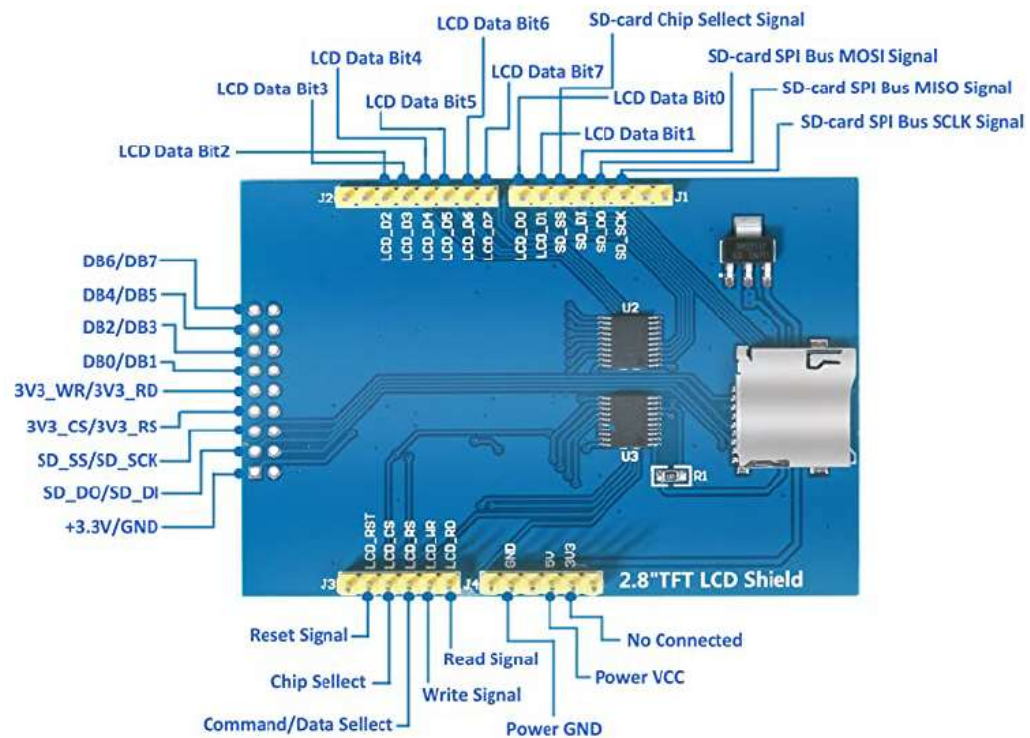 LCD Data Bit6
SD-card Chip Sellect Signal
LCD Data Bit4
LCD Data Bit7
SD-card SPI Bus MOSI Signal
LCD Data Bit3
LCD Data Bit5
LCD Data Bit0
SD-card SPI Bus MISO Signal
LCD Data Bit2
LCD Data Bit1
SD-card SPI Bus SCLK Signal
J2
J1
LCD_D2
LCD_D3
LCD_D4
LCD_D5
LCD_D6
LCD_D7
LCD_D0
LCD_D1
SD_SS
SD_DI
SD_DO
SD_SCK
DB6/DB7
DB4/DB5
DB2/DB3
DB0/DB1
3V3_WR/3V3_RD
3V3_CS/3V3_RS
SD_SS/SD_SCK
SD_DO/SD_DI
+3.3V/GND
U2
U3
R1
LCD_RST
LCD_CS
LCD_RS
LCD_WR
LCD_RD
GND
5V
3V3
J3
J4
2.8"TFT LCD Shield
Reset Signal
Chip Sellect
Command/Data Sellect
Write Signal
Read Signal
Power GND
Power VCC
No Connected